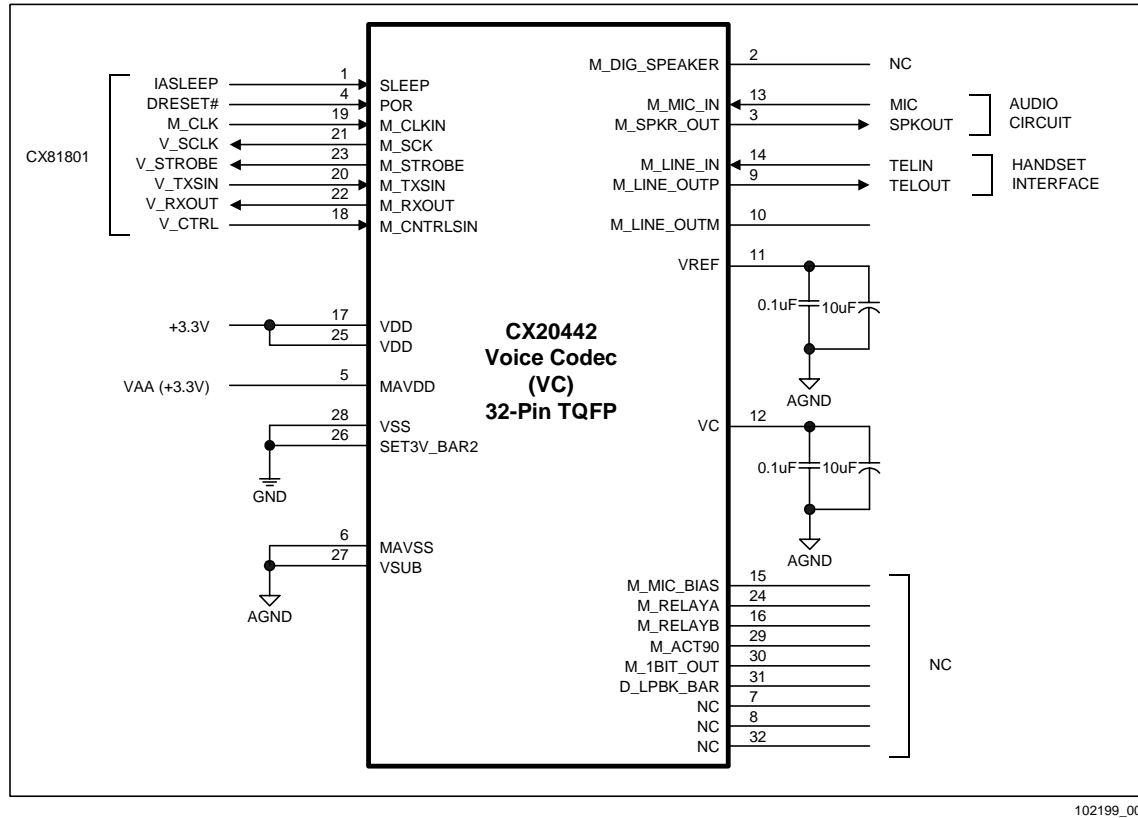 CX81801
IASLEEP 1 SLEEP
DRESET# 4 POR
M_CLK 19 M_CLKIN
V_SCLK 21 M_SCK
V_STROBE 23 M_STROBE
V_TXSIN 20 M_TXSIN
V_RXOUT 22 M_RXOUT
V_CTRL 18 M_CNTRLSIN
+3.3V 17 VDD
25 VDD
VAA (+3.3V) 5 MAVDD
28 VSS
26 SET3V_BAR2
GND
6 MAVSS
27 VSUB
AGND
CX20442
Voice Codec
(VC)
32-Pin TQFP
M_DIG_SPEAKER 2 NC
M_MIC_IN 13 MIC
M_SPKR_OUT 3 SPKOUT
AUDIO
CIRCUIT
M_LINE_IN 14 TELIN
M_LINE_OUTP 9 TELOUT
HANDSET
INTERFACE
M_LINE_OUTM 10
VREF 11
0.1uF 10uF
AGND
VC 12
0.1uF 10uF
AGND
M_MIC_BIAS 15
M_RELAYA 24
M_RELAYB 16
M_ACT90 29
M_1BIT_OUT 30
D_LPBK_BAR 31
NC 7
NC 8
NC 32
NC